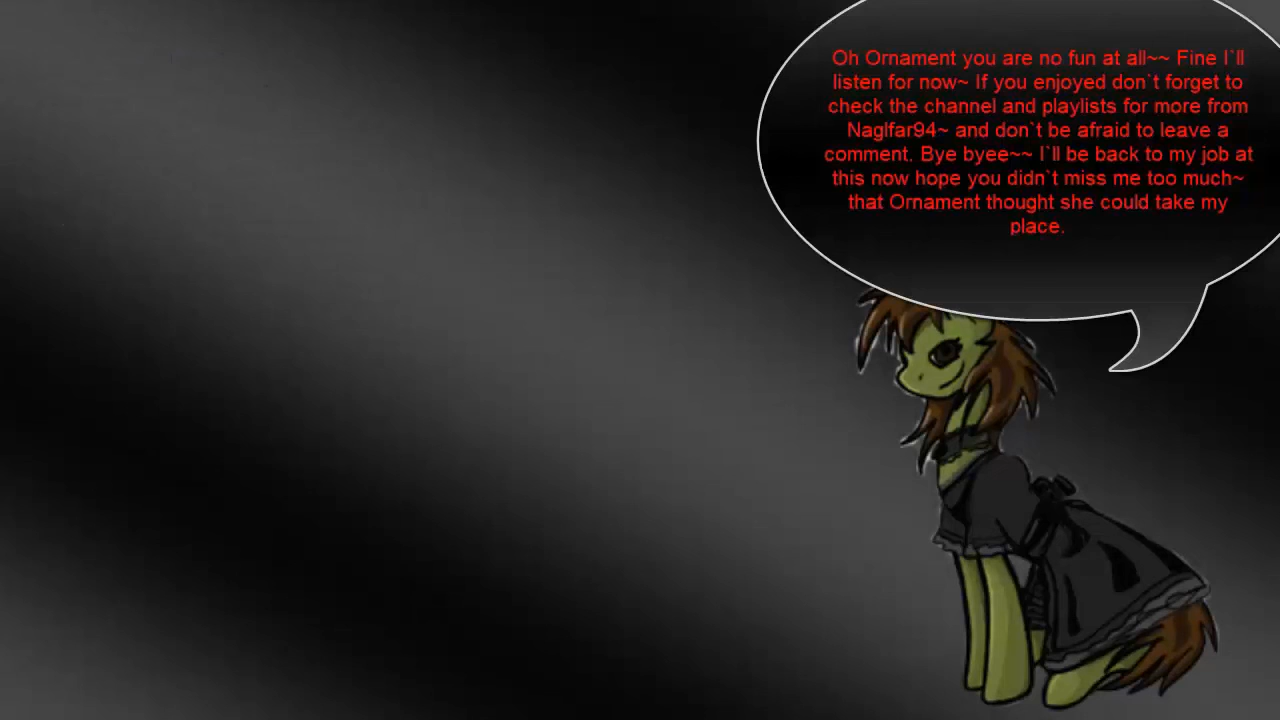 Oh Ornament you are no fun at all~~ Fine I`ll
listen for now~ If you enjoyed don`t forget to
check the channel and playlists for more from
Naglfar94~ and don`t be afraid to leave a
comment. Bye byee~~ I`ll be back to my job at
this now hope you didn`t miss me too much~
that Ornament thought she could take my
place.